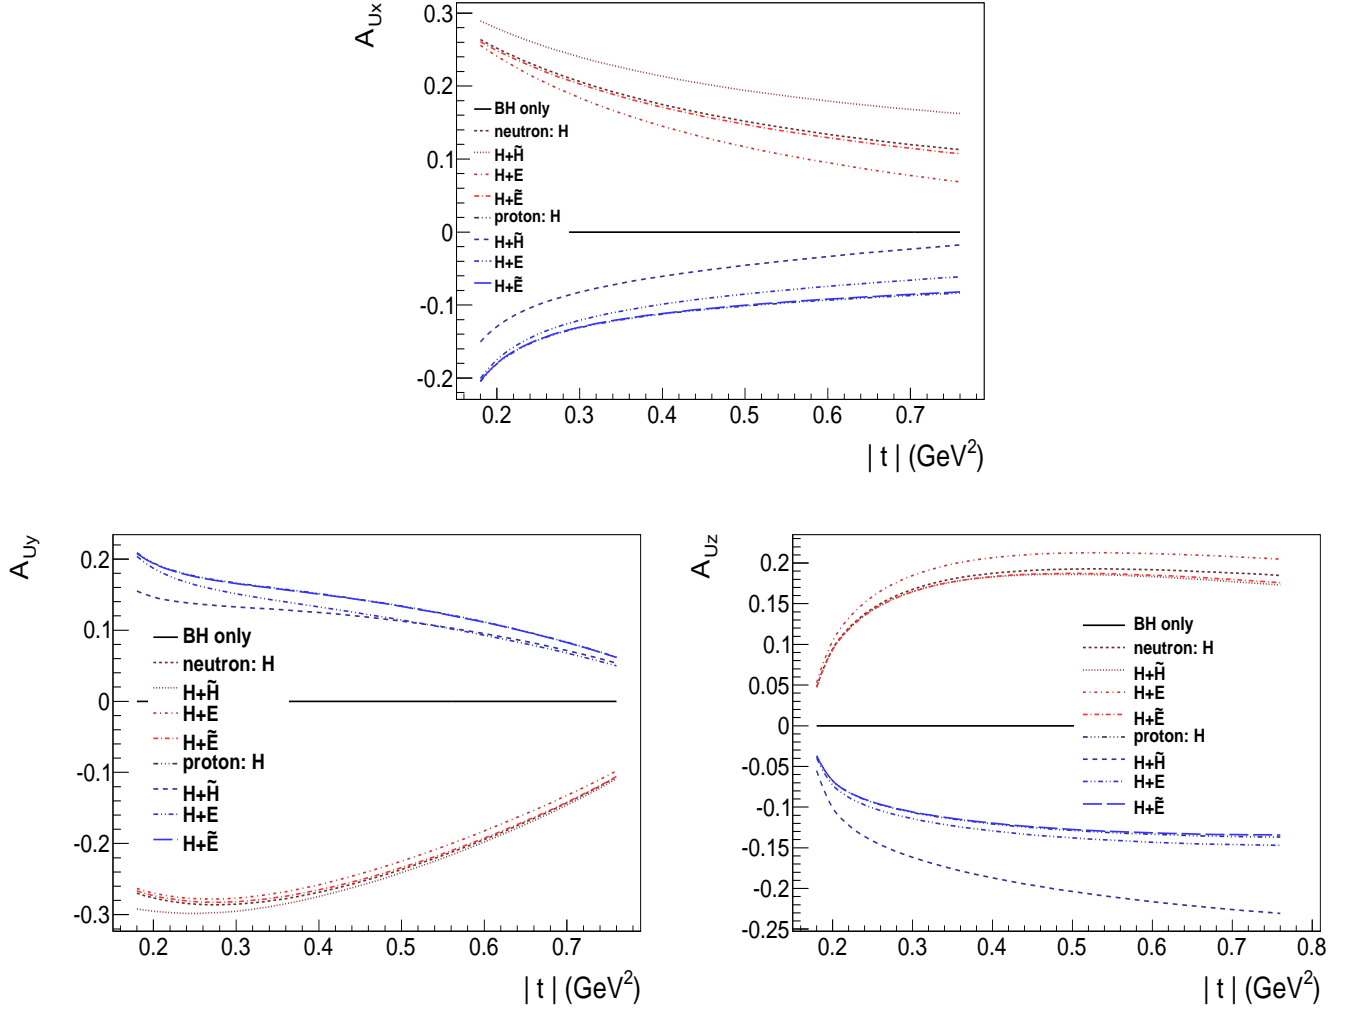 A_Ux
0.3
0.2
0.1
0
-0.1
-0.2
BH only
neutron: H
H+H̃
H+E
H+Ẽ
proton: H
H+H̃
H+E
H+Ẽ
0.2 0.3 0.4 0.5 0.6 0.7
| t | (GeV²)
A_Uy
0.2
0.1
0
-0.1
-0.2
-0.3
BH only
neutron: H
H+H̃
H+E
H+Ẽ
proton: H
H+H̃
H+E
H+Ẽ
0.2 0.3 0.4 0.5 0.6 0.7
| t | (GeV²)
A_Uz
0.2
0.15
0.1
0.05
0
-0.05
-0.1
-0.15
-0.2
-0.25
BH only
neutron: H
H+H̃
H+E
H+Ẽ
proton: H
H+H̃
H+E
H+Ẽ
0.2 0.3 0.4 0.5 0.6 0.7 0.8
| t | (GeV²)